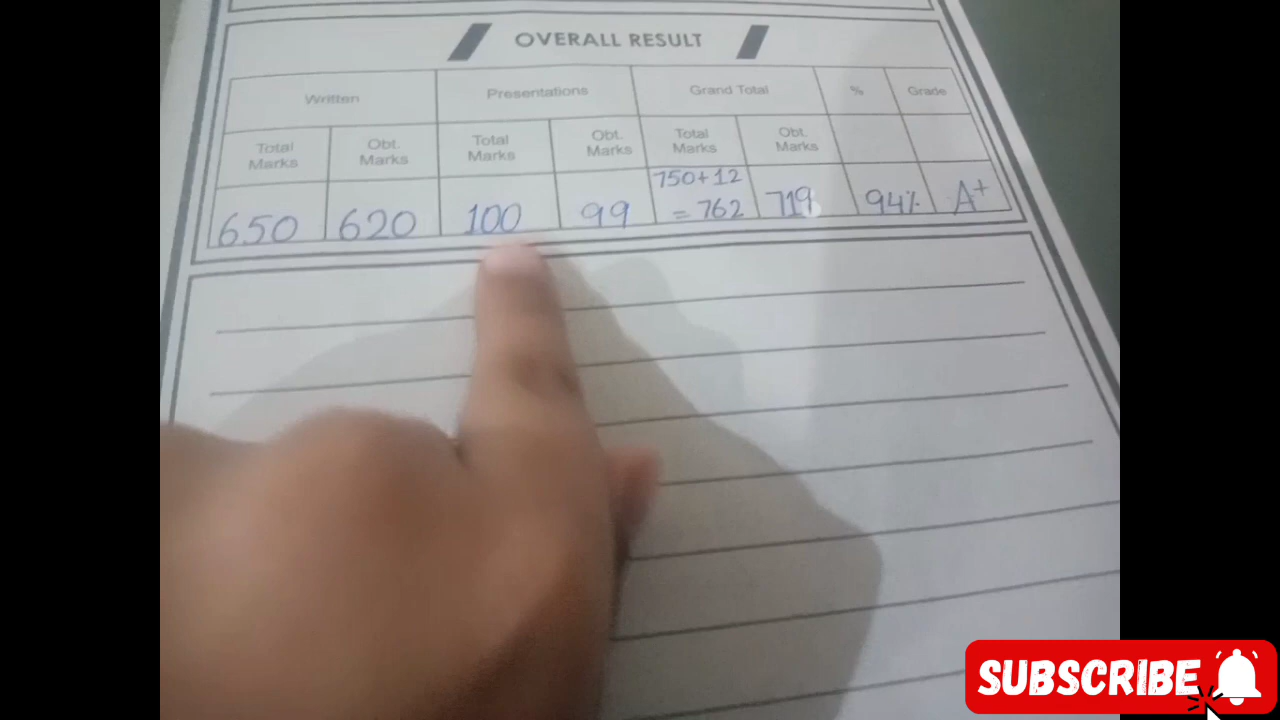 OVERALL RESULT
Written Presentations Grand Total % Grade
Total Marks Obt. Marks Total Marks Obt. Marks Total Marks Obt. Marks
650 620 100 99 750+12 = 762 719 94% A+
SUBSCRIBE